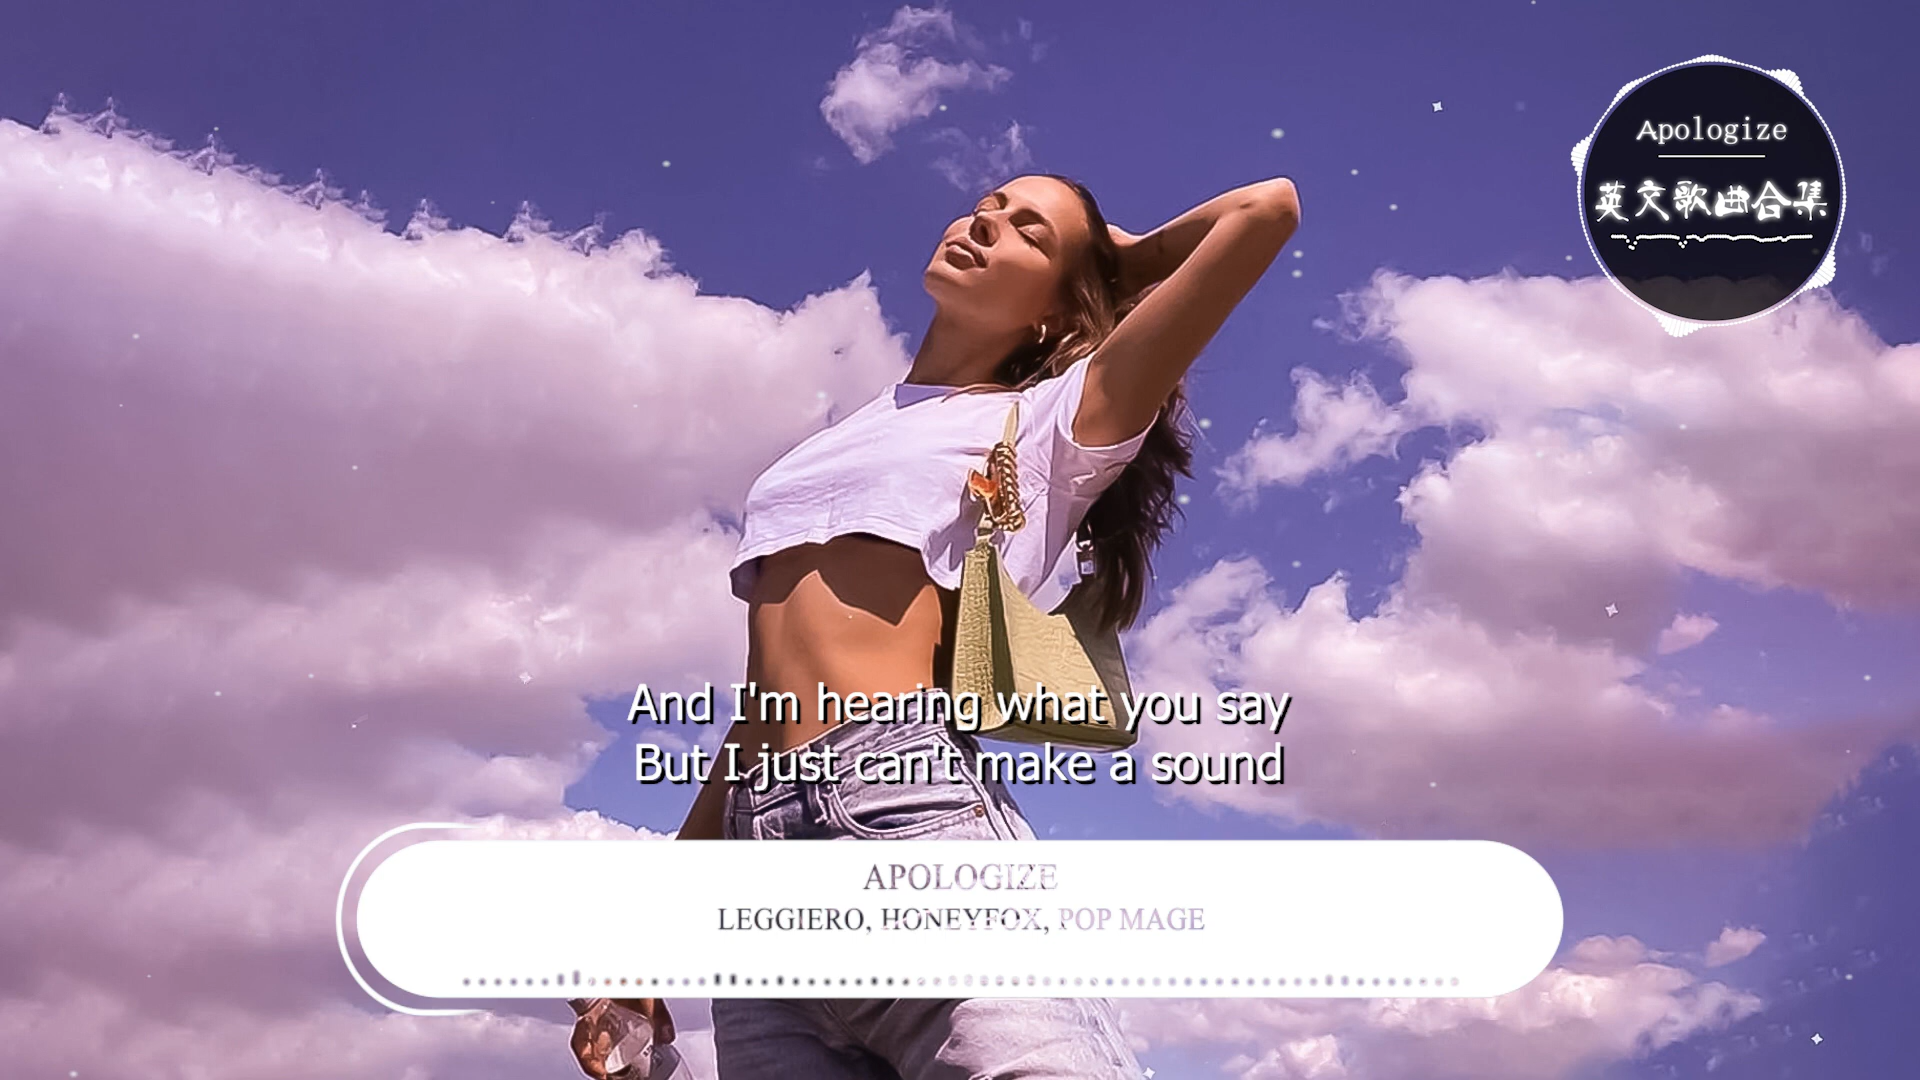 Apologize
英文歌曲合集
And I'm hearing what you say
But I just can't make a sound
APOLOGIZE
LEGGIERO, HONEYFOX, POP MAGE